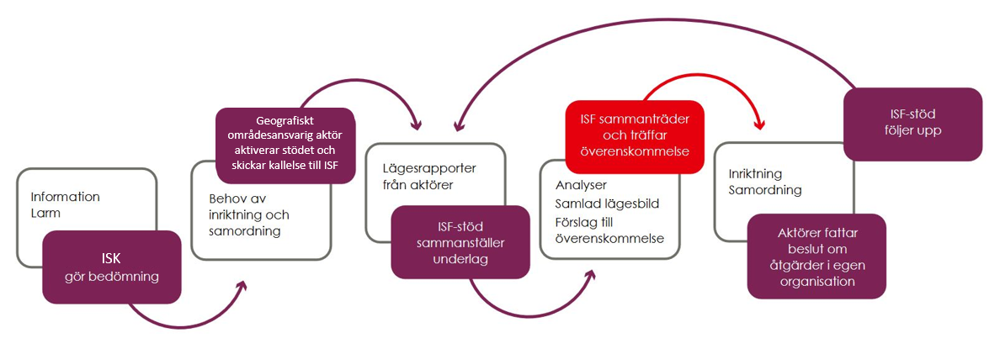 Information
Larm
ISK
gör bedömning
Geografiskt
områdesansvarig aktör
aktiverar stödet och
skickar kallelse till ISF
Behov av
inriktning och
samordning
Lägesrapporter
från aktörer
ISF-stöd
sammanställer
underlag
ISF sammanträder
och träffar
överenskommelse
Analyser
Samlad lägesbild
Förslag till
överenskommelse
Inriktning
Samordning
Aktörer fattar
beslut om
åtgärder i egen
organisation
ISF-stöd
följer upp